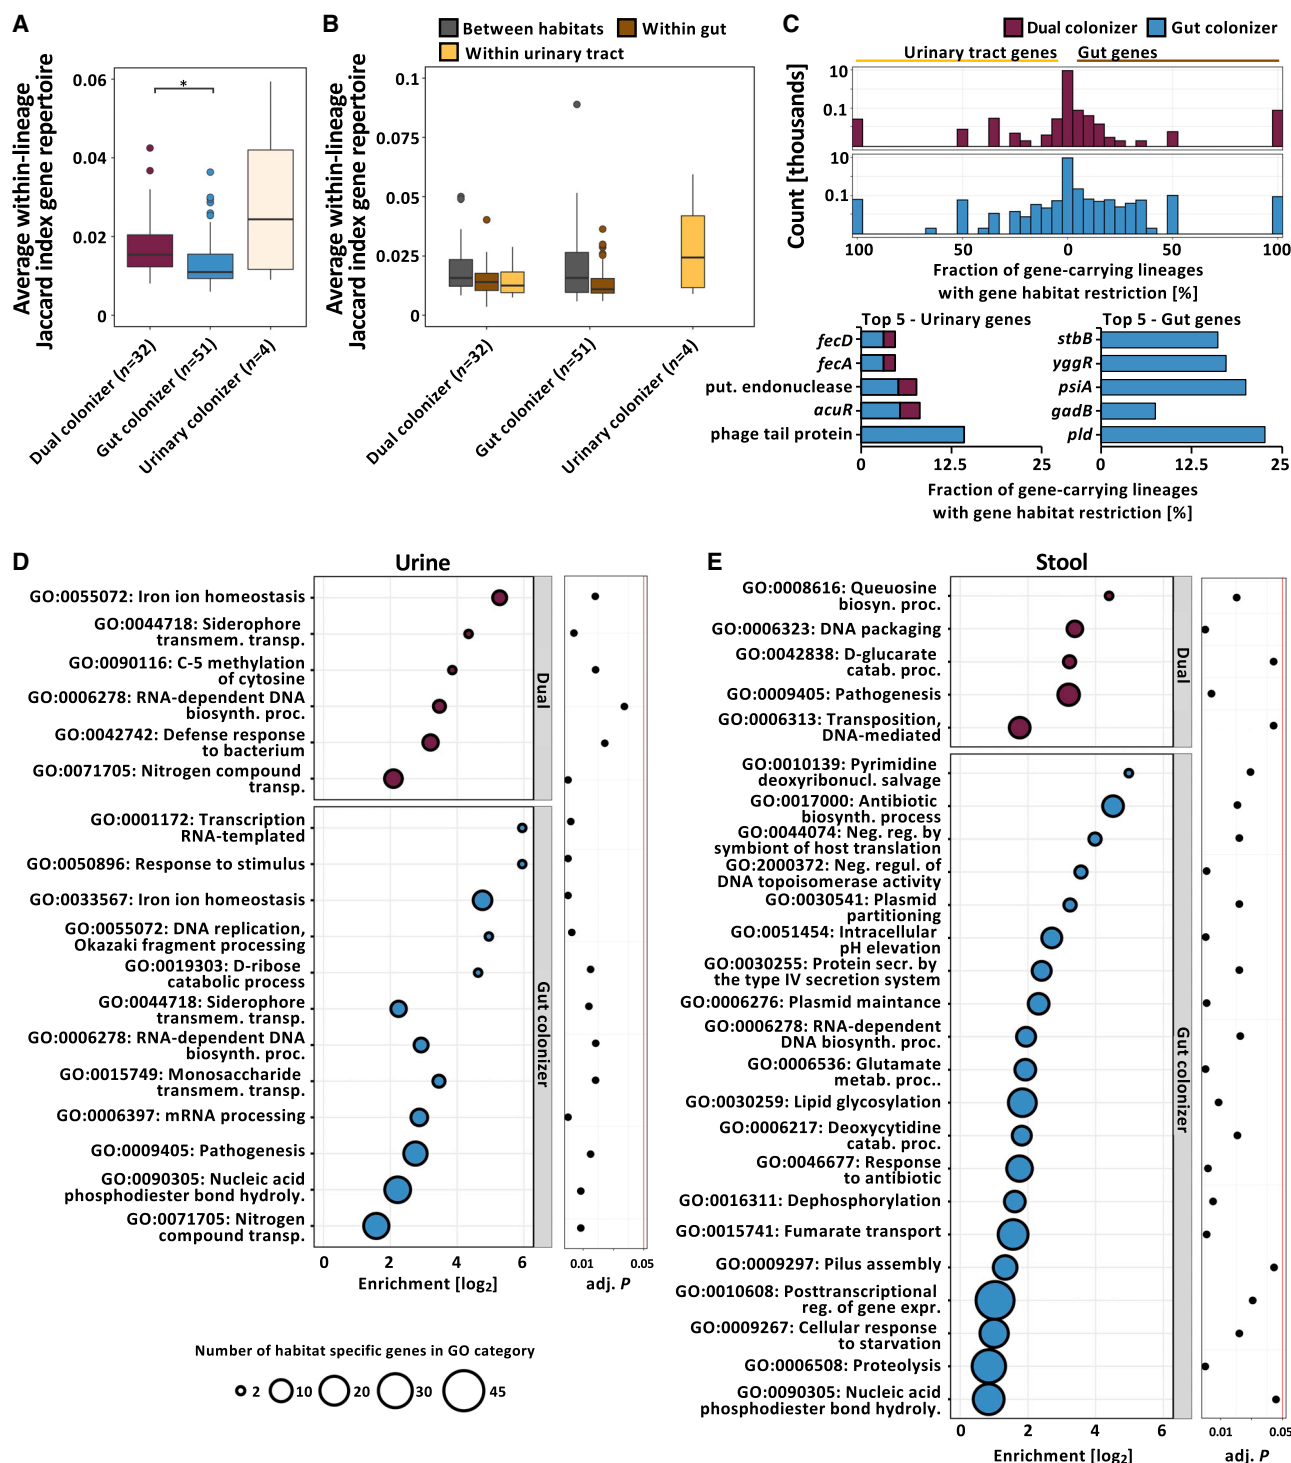 A
Average within-lineage
Jaccard index gene repertoire
0.06
0.04
0.02
0
*
Dual colonizer (n=32)
Gut colonizer (n=51)
Urinary colonizer (n=4)
B
Between habitats
Within gut
Within urinary tract
Average within-lineage
Jaccard index gene repertoire
0.1
0.075
0.05
0.025
0
Dual colonizer (n=32)
Gut colonizer (n=51)
Urinary colonizer (n=4)
C
Dual colonizer
Gut colonizer
Urinary tract genes
Gut genes
Count [thousands]
10
0.1
10
0.1
100
50
0
50
100
Fraction of gene-carrying lineages
with gene habitat restriction [%]
Top 5 - Urinary genes
fecD
fecA
put. endonuclease
acuR
phage tail protein
0
12.5
25
Top 5 - Gut genes
stbB
yggR
psiA
gadB
pld
0
12.5
25
Fraction of gene-carrying lineages
with gene habitat restriction [%]
D
Urine
GO:0055072: Iron ion homeostasis
GO:0044718: Siderophore
transmem. transp.
GO:0090116: C-5 methylation
of cytosine
GO:0006278: RNA-dependent DNA
biosynth. proc.
GO:0042742: Defense response
to bacterium
GO:0071705: Nitrogen compound
transp.
Dual
GO:0001172: Transcription
RNA-templated
GO:0050896: Response to stimulus
GO:0033567: Iron ion homeostasis
GO:0055072: DNA replication,
Okazaki fragment processing
GO:0019303: D-ribose
catabolic process
GO:0044718: Siderophore
transmem. transp.
GO:0006278: RNA-dependent DNA
biosynth. proc.
GO:0015749: Monosaccharide
transmem. transp.
GO:0006397: mRNA processing
GO:0009405: Pathogenesis
GO:0090305: Nucleic acid
phosphodiester bond hydroly.
GO:0071705: Nitrogen
compound transp.
Gut colonizer
0
2
4
6
Enrichment [log2]
0.01
0.05
adj. P
Number of habitat specific genes in GO category
2
10
20
30
45
E
Stool
GO:0008616: Queuosine
biosyn. proc.
GO:0006323: DNA packaging
GO:0042838: D-glucarate
catab. proc.
GO:0009405: Pathogenesis
GO:0006313: Transposition,
DNA-mediated
Dual
GO:0010139: Pyrimidine
deoxyribonucl. salvage
GO:0017000: Antibiotic
biosynth. process
GO:0044074: Neg. reg. by
symbiont of host translation
GO:2000372: Neg. regul. of
DNA topoisomerase activity
GO:0030541: Plasmid
partitioning
GO:0051454: Intracellular
pH elevation
GO:0030255: Protein secr. by
the type IV secretion system
GO:0006276: Plasmid maintance
GO:0006278: RNA-dependent
DNA biosynth. proc.
GO:0006536: Glutamate
metab. proc..
GO:0030259: Lipid glycosylation
GO:0006217: Deoxycytidine
catab. proc.
GO:0046677: Response
to antibiotic
GO:0016311: Dephosphorylation
GO:0015741: Fumarate transport
GO:0009297: Pilus assembly
GO:0010608: Posttranscriptional
reg. of gene expr.
GO:0009267: Cellular response
to starvation
GO:0006508: Proteolysis
GO:0090305: Nucleic acid
phosphodiester bond hydroly.
Gut colonizer
0
2
4
6
Enrichment [log2]
0.01
0.05
adj. P